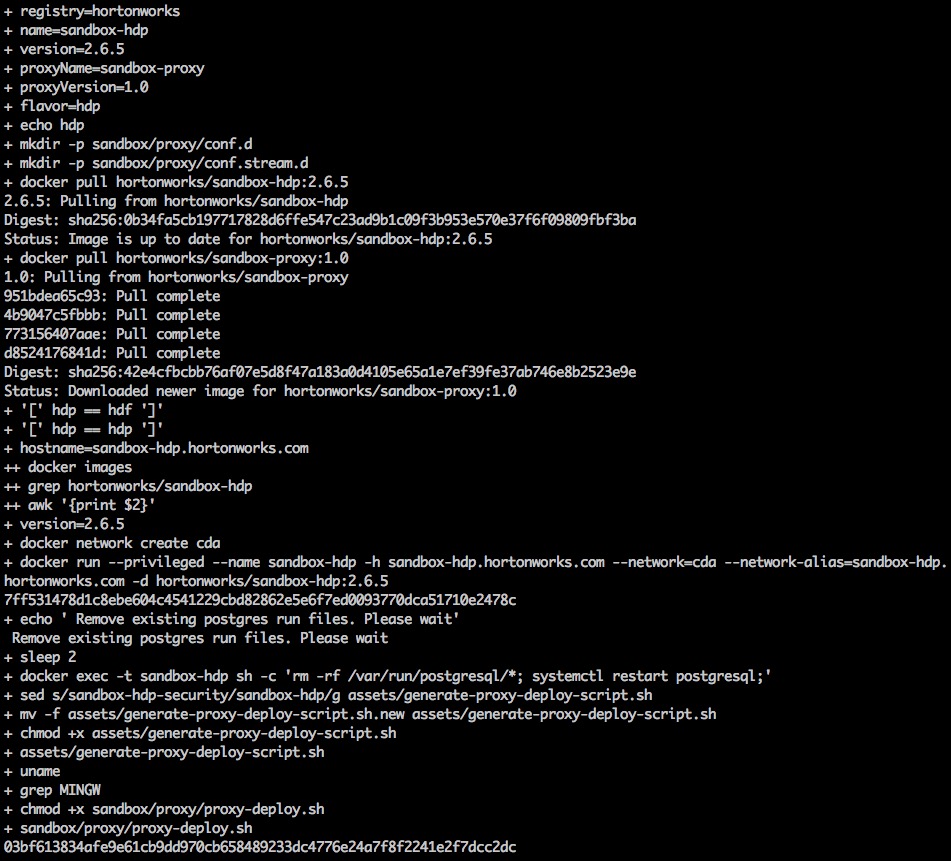 + registry=hortonworks
+ name=sandbox-hdp
+ version=2.6.5
+ proxyName=sandbox-proxy
+ proxyVersion=1.0
+ flavor=hdp
+ echo hdp
+ mkdir -p sandbox/proxy/conf.d
+ mkdir -p sandbox/proxy/conf.stream.d
+ docker pull hortonworks/sandbox-hdp:2.6.5
2.6.5: Pulling from hortonworks/sandbox-hdp
Digest: sha256:0b34fa5cb197717828d6ffe547c23ad9b1c09f3b953e570e37f6f09809fbf3ba
Status: Image is up to date for hortonworks/sandbox-hdp:2.6.5
+ docker pull hortonworks/sandbox-proxy:1.0
1.0: Pulling from hortonworks/sandbox-proxy
951bdea65c93: Pull complete
4b9047c5fbbb: Pull complete
773156407aae: Pull complete
d8524176841d: Pull complete
Digest: sha256:42e4cfbcbb76af07e5d8f47a183a0d4105e65a1e7ef39fe37ab746e8b2523e9e
Status: Downloaded newer image for hortonworks/sandbox-proxy:1.0
+ '[' hdp == hdf ']'
+ '[' hdp == hdp ']'
+ hostname=sandbox-hdp.hortonworks.com
++ docker images
++ grep hortonworks/sandbox-hdp
++ awk '{print $2}'
+ version=2.6.5
+ docker network create cda
+ docker run --privileged --name sandbox-hdp -h sandbox-hdp.hortonworks.com --network=cda --network-alias=sandbox-hdp.
hortonworks.com -d hortonworks/sandbox-hdp:2.6.5
7ff531478d1c8ebe604c4541229cbd82862e5e6f7ed0093770dca51710e2478c
+ echo ' Remove existing postgres run files. Please wait'
 Remove existing postgres run files. Please wait
+ sleep 2
+ docker exec -t sandbox-hdp sh -c 'rm -rf /var/run/postgresql/*; systemctl restart postgresql;'
+ sed s/sandbox-hdp-security/sandbox-hdp/g assets/generate-proxy-deploy-script.sh
+ mv -f assets/generate-proxy-deploy-script.sh.new assets/generate-proxy-deploy-script.sh
+ chmod +x assets/generate-proxy-deploy-script.sh
+ assets/generate-proxy-deploy-script.sh
+ uname
+ grep MINGW
+ chmod +x sandbox/proxy/proxy-deploy.sh
+ sandbox/proxy/proxy-deploy.sh
03bf613834afe9e61cb9dd970cb658489233dc4776e24a7f8f2241e2f7dcc2dc